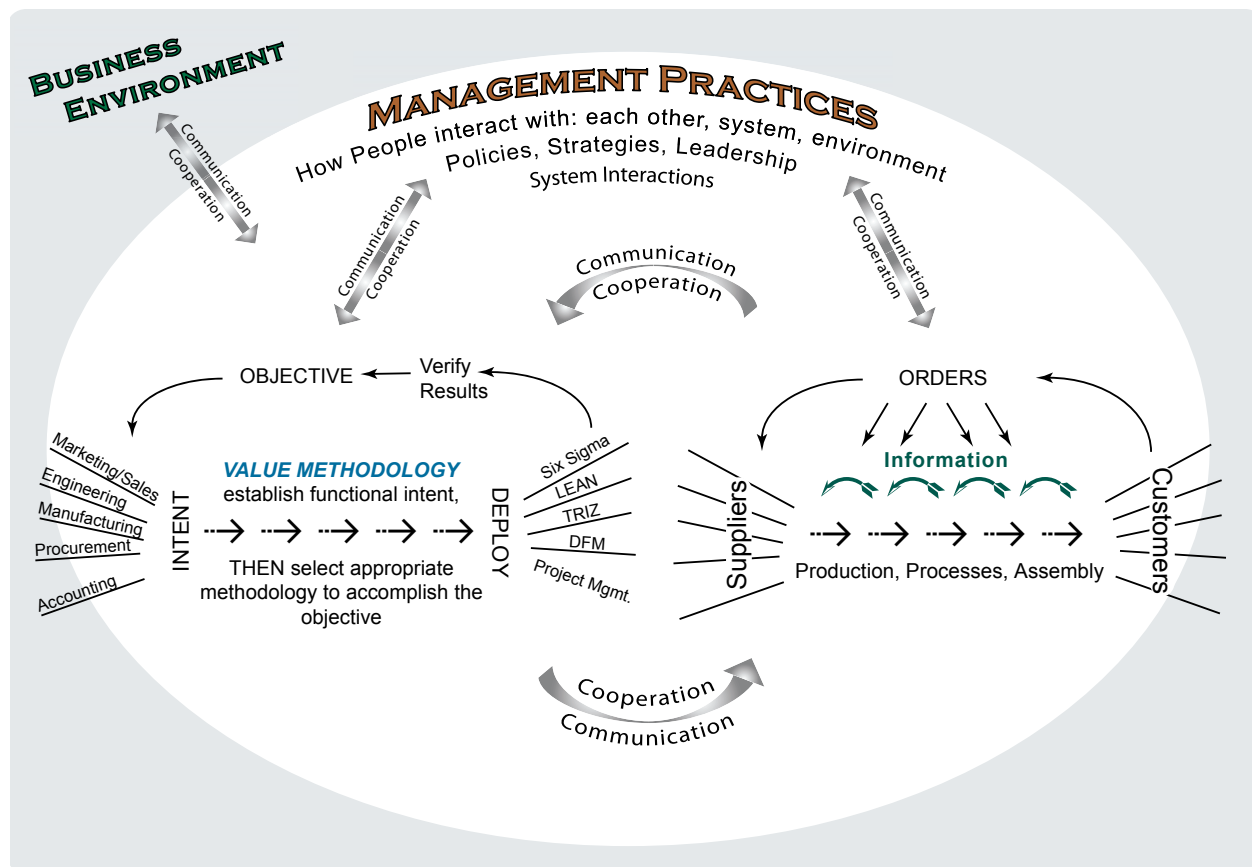 BUSINESS
ENVIRONMENT
Communication
Cooperation
MANAGEMENT PRACTICES
How People interact with: each other, system, environment
Policies, Strategies, Leadership
System Interactions
Communication
Cooperation
Communication
Cooperation
Communication
Cooperation
OBJECTIVE
Verify
Results
Marketing/Sales
Engineering
Manufacturing
Procurement
Accounting
INTENT
VALUE METHODOLOGY
establish functional intent,
THEN select appropriate
methodology to accomplish the
objective
DEPLOY
Six Sigma
LEAN
TRIZ
DFM
Project Mgmt.
ORDERS
Information
Suppliers
Production, Processes, Assembly
Customers
Cooperation
Communication